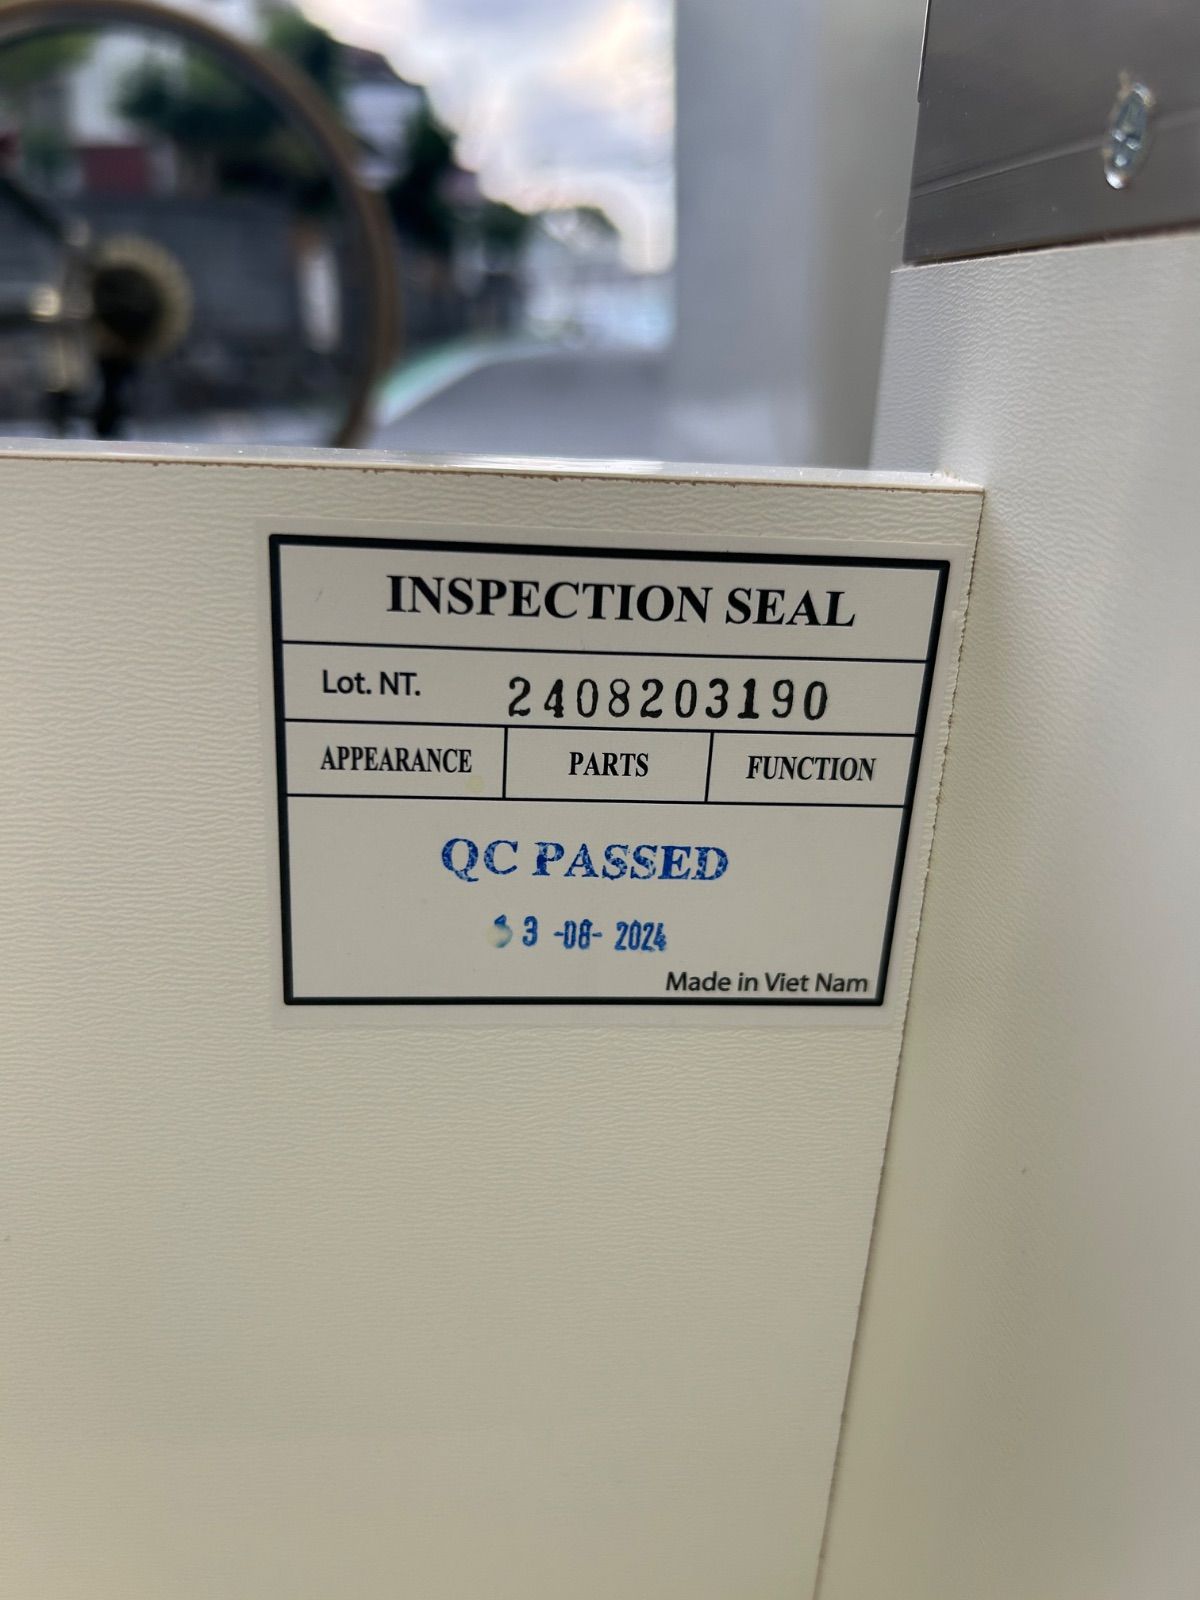 INSPECTION SEAL
Lot. NT. 2408203190
APPEARANCE PARTS FUNCTION
QC PASSED
3 -08- 2024
Made in Viet Nam